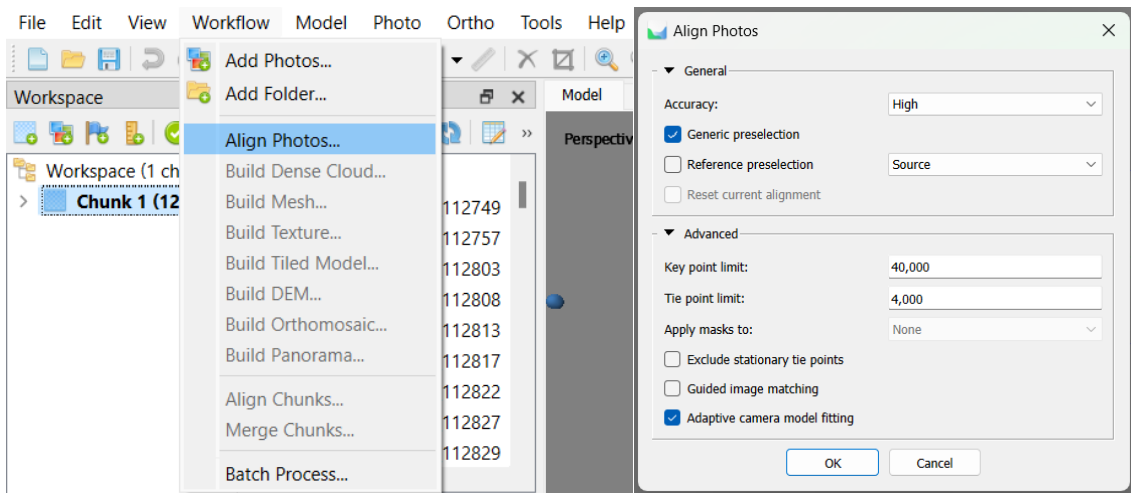 File Edit View Workflow Model Photo Ortho Tools Help
Workspace
Workspace (1 ch
Chunk 1 (12
Add Photos...
Add Folder...
Align Photos...
Build Dense Cloud...
Build Mesh...
Build Texture...
Build Tiled Model...
Build DEM...
Build Orthomosaic...
Build Panorama...
Align Chunks...
Merge Chunks...
Batch Process...
112749
112757
112803
112808
112813
112817
112822
112827
112829
Model
Perspectiv
Align Photos
General
Accuracy: High
Generic preselection
Reference preselection Source
Reset current alignment
Advanced
Key point limit: 40,000
Tie point limit: 4,000
Apply masks to: None
Exclude stationary tie points
Guided image matching
Adaptive camera model fitting
OK Cancel